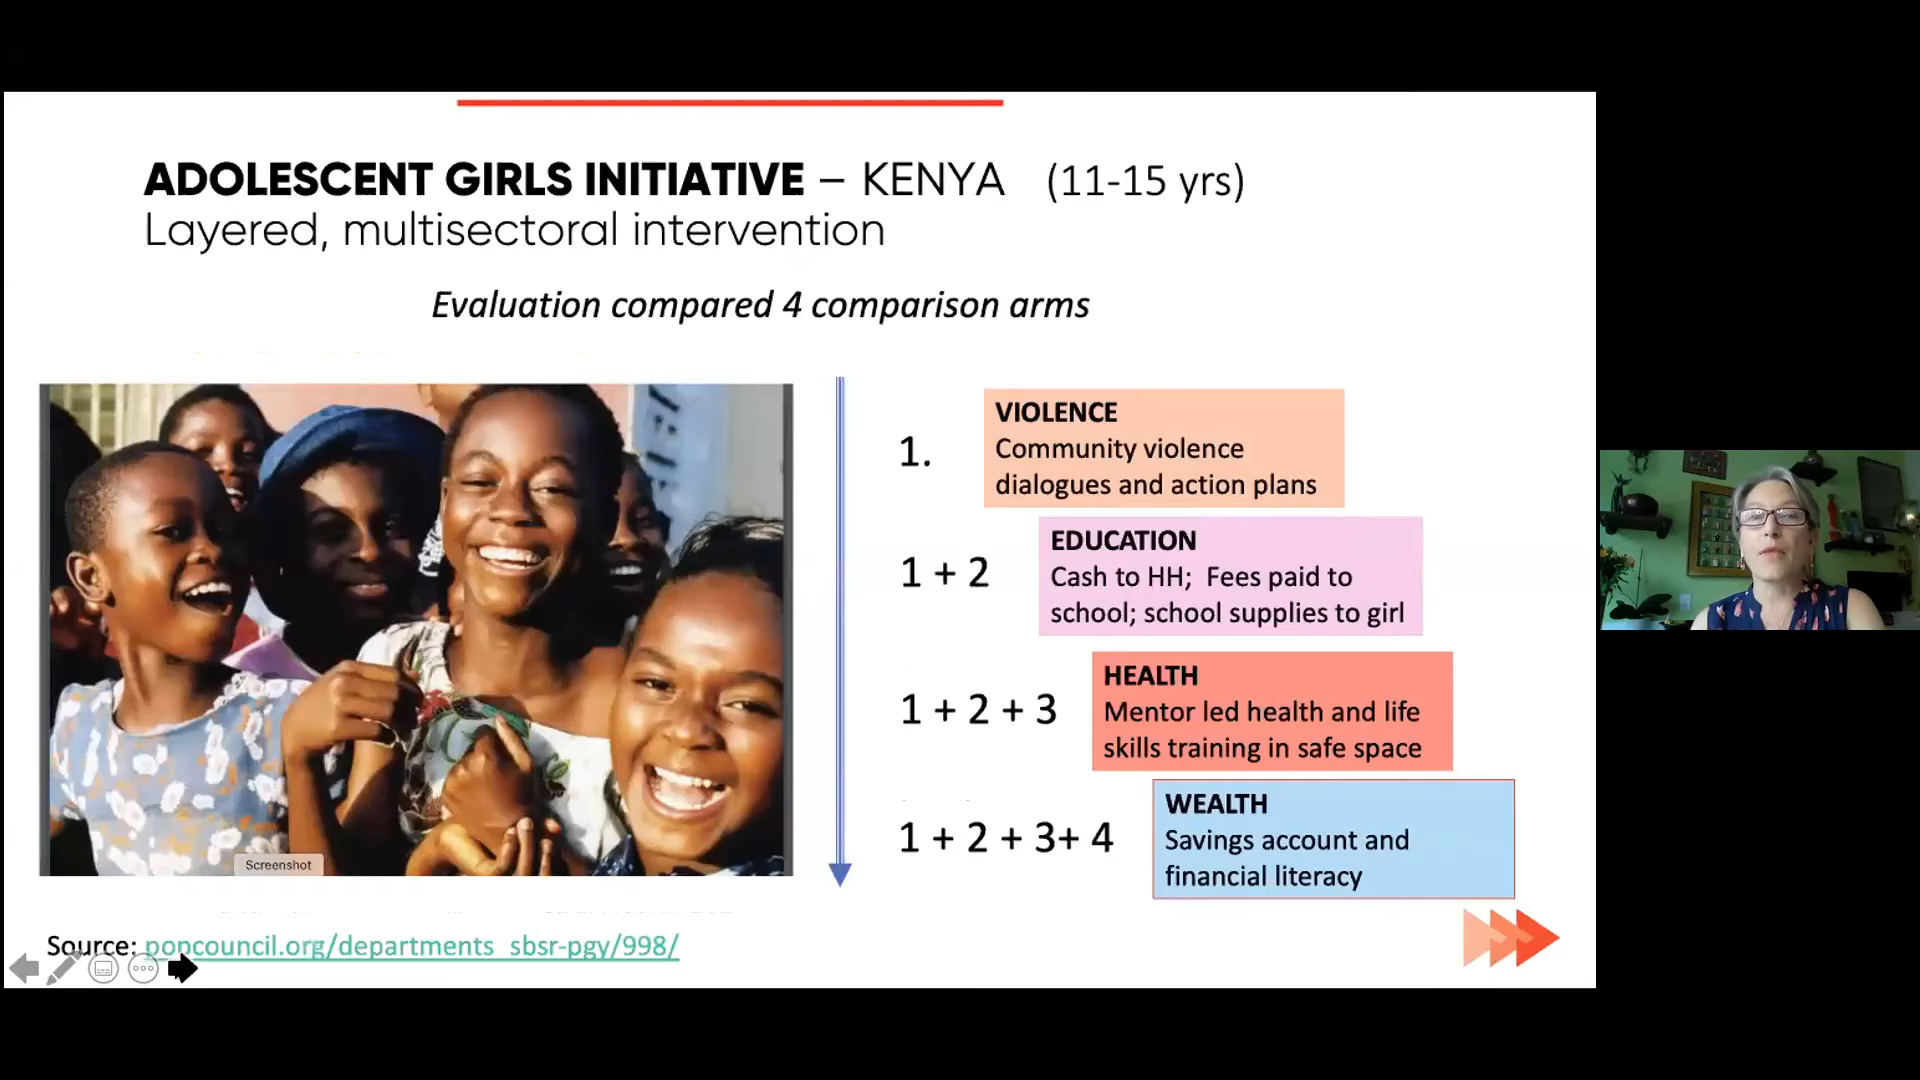 ADOLESCENT GIRLS INITIATIVE – KENYA (11-15 yrs)
Layered, multisectoral intervention
Evaluation compared 4 comparison arms
1.
VIOLENCE
Community violence
dialogues and action plans
1 + 2
EDUCATION
Cash to HH; Fees paid to
school; school supplies to girl
1 + 2 + 3
HEALTH
Mentor led health and life
skills training in safe space
1 + 2 + 3+ 4
WEALTH
Savings account and
financial literacy
Screenshot
Source: popcouncil.org/departments_sbsr-pgy/998/